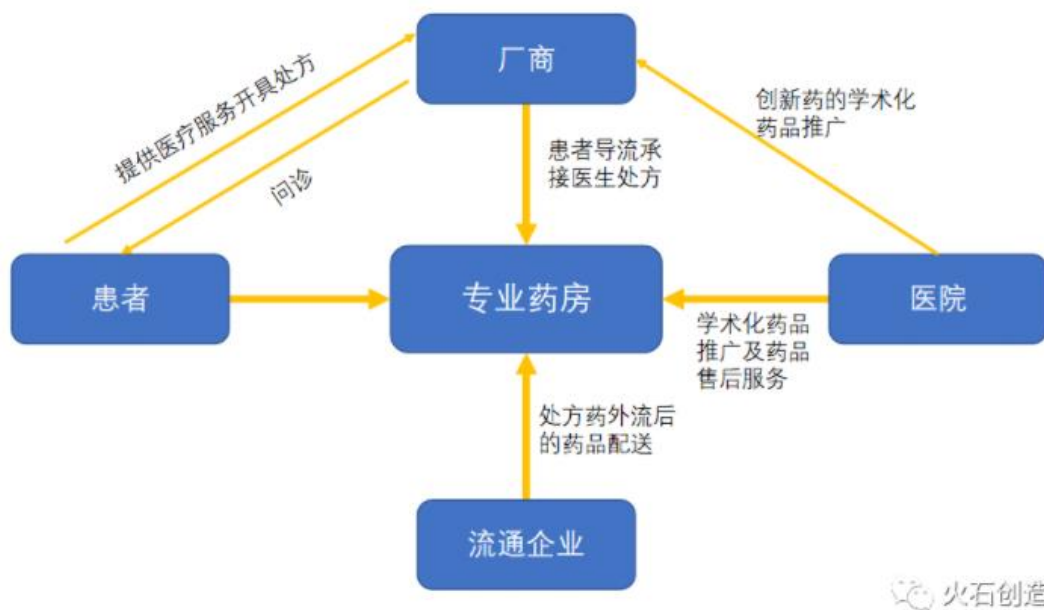 厂商
提供医疗服务开具处方
问诊
创新药的学术化
药品推广
患者导流承
接医生处方
患者
专业药房
医院
学术化药品
推广及药品
售后服务
处方药外流后
的药品配送
流通企业
火石创造